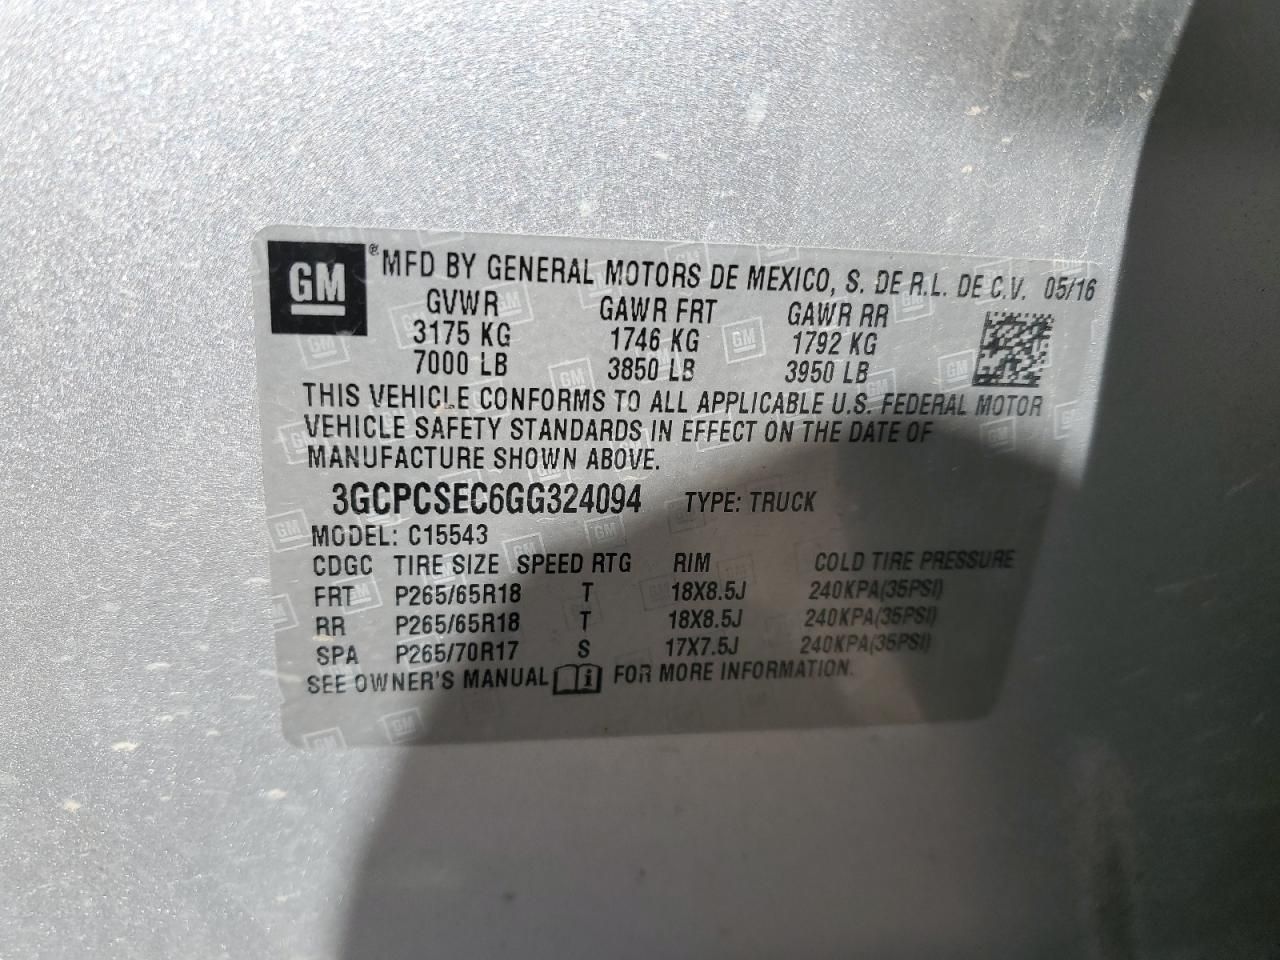 GM ® MFD BY GENERAL MOTORS DE MEXICO, S. DE R.L. DE C.V. 05/16
GVWR GAWR FRT GAWR RR
3175 KG 1746 KG 1792 KG
7000 LB 3850 LB 3950 LB
THIS VEHICLE CONFORMS TO ALL APPLICABLE U.S. FEDERAL MOTOR
VEHICLE SAFETY STANDARDS IN EFFECT ON THE DATE OF
MANUFACTURE SHOWN ABOVE.
3GCPCSEC6GG324094 TYPE: TRUCK
MODEL: C15543
CDGC TIRE SIZE SPEED RTG RIM COLD TIRE PRESSURE
FRT P265/65R18 T 18X8.5J 240KPA(35PSI)
RR P265/65R18 T 18X8.5J 240KPA(35PSI)
SPA P265/70R17 S 17X7.5J 240KPA(35PSI)
SEE OWNER'S MANUAL i FOR MORE INFORMATION.